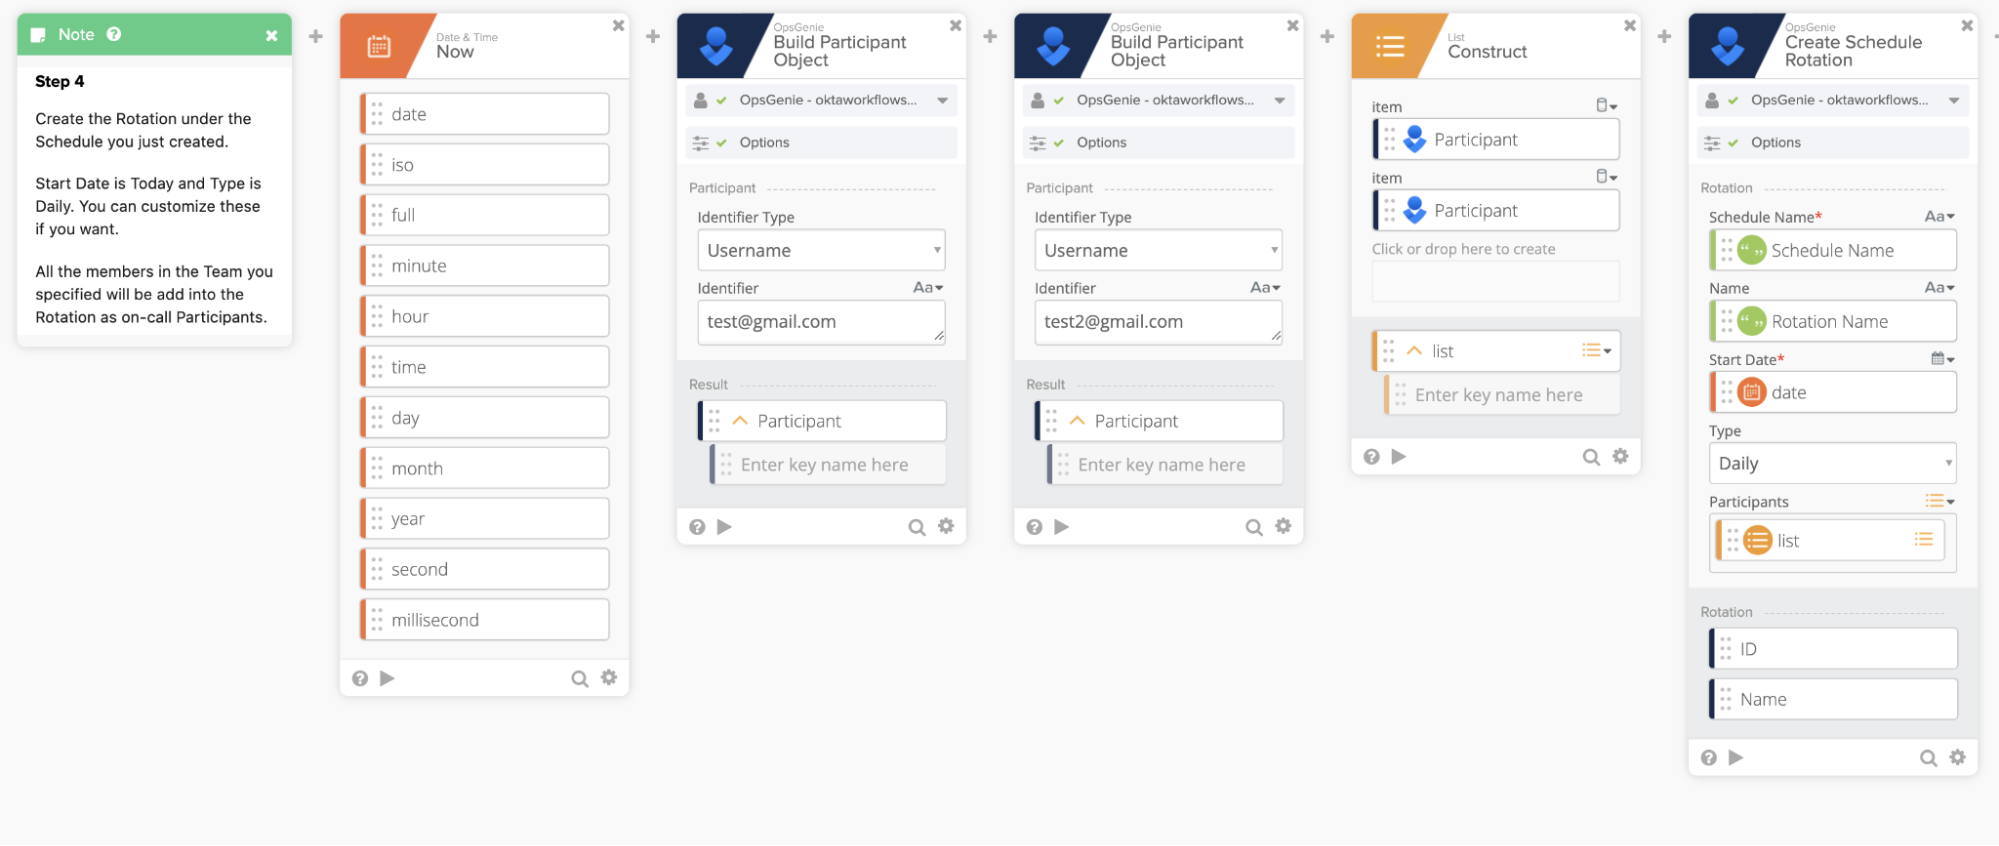 Note
Step 4
Create the Rotation under the
Schedule you just created.
Start Date is Today and Type is
Daily. You can customize these
if you want.
All the members in the Team you
specified will be add into the
Rotation as on-call Participants.
Date & Time
Now
date
iso
full
minute
hour
time
day
month
year
second
millisecond
OpsGenie
Build Participant
Object
OpsGenie - oktaworkflows...
Options
Participant
Identifier Type
Username
Identifier
Aa
test@gmail.com
Result
Participant
Enter key name here
OpsGenie
Build Participant
Object
OpsGenie - oktaworkflows...
Options
Participant
Identifier Type
Username
Identifier
Aa
test2@gmail.com
Result
Participant
Enter key name here
List
Construct
item
Participant
item
Participant
Click or drop here to create
list
Enter key name here
OpsGenie
Create Schedule
Rotation
OpsGenie - oktaworkflows...
Options
Rotation
Schedule Name*
Aa
Schedule Name
Name
Aa
Rotation Name
Start Date*
date
Type
Daily
Participants
list
Rotation
ID
Name